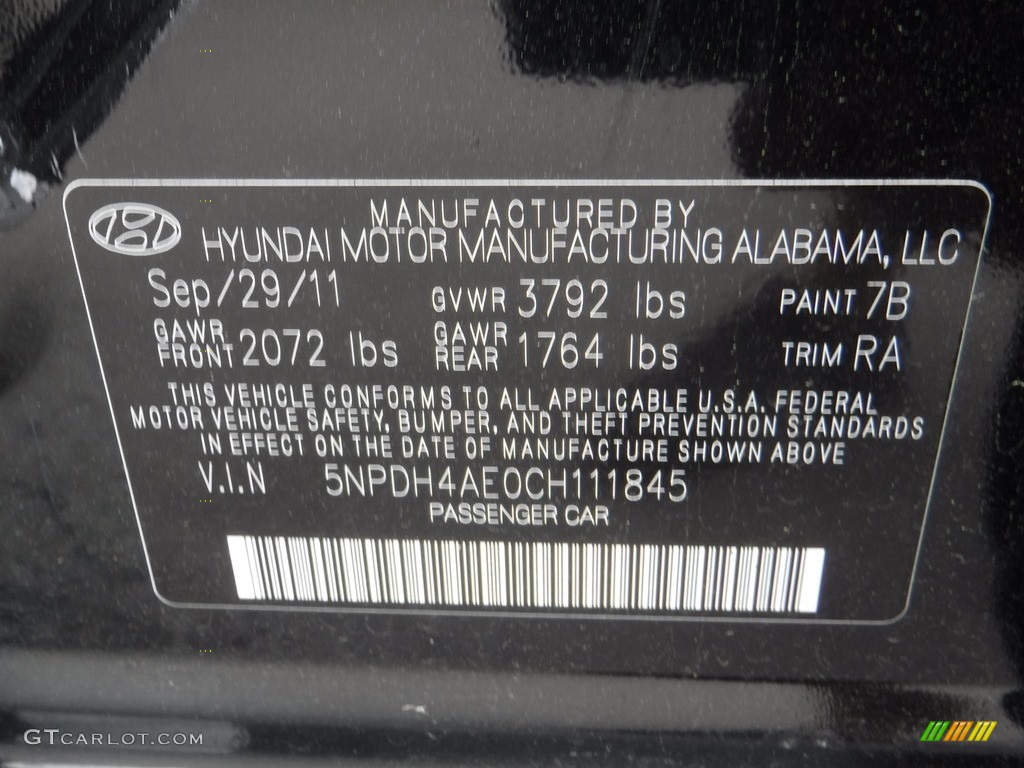 MANUFACTURED BY
HYUNDAI MOTOR MANUFACTURING ALABAMA, LLC
Sep/29/11 GVWR 3792 lbs PAINT 7B
GAWR FRONT 2072 lbs GAWR REAR 1764 lbs TRIM RA
THIS VEHICLE CONFORMS TO ALL APPLICABLE U.S.A. FEDERAL
MOTOR VEHICLE SAFETY, BUMPER, AND THEFT PREVENTION STANDARDS
IN EFFECT ON THE DATE OF MANUFACTURE SHOWN ABOVE
V.I.N 5NPDH4AE0CH111845
PASSENGER CAR
GTCARLOT.COM